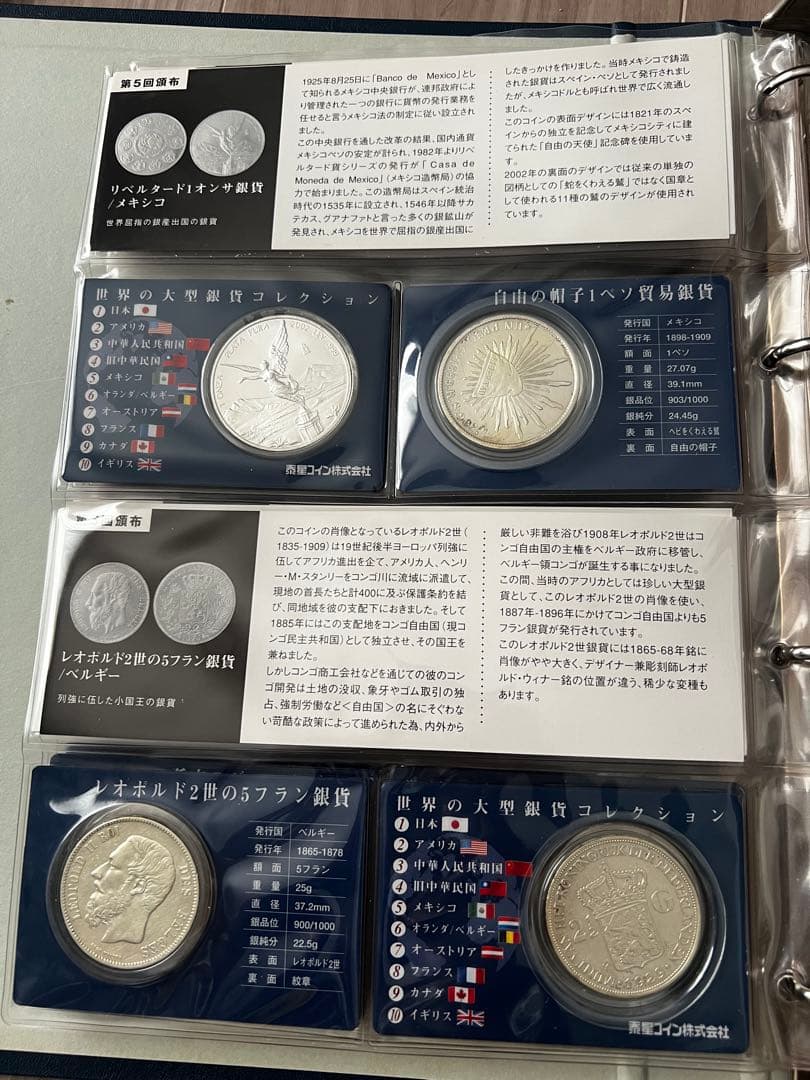 第5回頒布
リベルタード1オンサ銀貨
/メキシコ
世界屈指の銀産出国の銀貨
1925年8月25日に「Banco de Mexico」とし
て知られるメキシコ中央銀行が、連邦政府によ
り管理された一つの銀行に貨幣の発行業務を
任せると言うメキシコ法の制定に従い設立され
ました。
この中央銀行を通した改革の結果、国内通貨
メキシコペソの安定が計られ、1982年よりリベ
ルタード貨シリーズの発行が「Casa de
Moneda de Mexico」(メキシコ造幣局)の協
力で始まりました。この造幣局はスペイン統治
時代の1535年に設立され、1546年以降サカ
テカス、グアナファトと言った多くの銀鉱山が
発見され、メキシコを世界で屈指の銀産出国に
したきっかけを作りました。当時メキシコで鋳造
された銀貨はスペイン・ペソとして発行されまし
たが、メキシコドルとも呼ばれ世界で広く流通し
ました。
このコインの表面デザインには1821年のスペ
インからの独立を記念してメキシコシティに建
てられた「自由の天使」記念碑を使用していま
す。
2002年の裏面のデザインでは従来の単独の
図柄としての「蛇をくわえる鷲」ではなく国章と
して使われる11種の鷲のデザインが使用され
ています。
世界の大型銀貨コレクション
1 日本
2 アメリカ
3 中華人民共和国
4 旧中華民国
5 メキシコ
6 オランダ/ベルギー
7 オーストリア
8 フランス
9 カナダ
10 イギリス
泰星コイン株式会社
自由の帽子1ペソ貿易銀貨
発行国 メキシコ
発行年 1898-1909
額面 1ペソ
重量 27.07g
直径 39.1mm
銀品位 903/1000
銀純分 24.45g
表面 ヘビをくわえる鷲
裏面 自由の帽子
回頒布
レオポルド2世の5フラン銀貨
/ベルギー
列強に伍した小国王の銀貨
このコインの肖像となっているレオポルド2世(
1835-1909)は19世紀後半ヨーロッパ列強に
伍してアフリカ進出を企て、アメリカ人、ヘンリ
ー・M・スタンリーをコンゴ川に流域に派遣して、
現地の首長たちと計400に及ぶ保護条約を結
び、同地域を彼の支配下におきました。そして
1885年にはこの支配地をコンゴ自由国(現コ
ンゴ民主共和国)として独立させ、その国王を
兼ねました。
しかしコンゴ商工会社などを通じての彼のコン
ゴ開発は土地の没収、象牙やゴム取引の独
占、強制労働など<自由国>の名にそぐわな
い苛酷な政策によって進められた為、内外から
厳しい非難を浴び1908年レオポルド2世はコ
ンゴ自由国の主権をベルギー政府に移管し、
ベルギー領コンゴが誕生する事になりました。
この間、当時のアフリカとしては珍しい大型銀
貨として、このレオポルド2世の肖像を使い、
1887年-1896年にかけてコンゴ自由国よりも5
フラン銀貨が発行されています。
このレオポルド2世銀貨には1865-68年銘に
肖像がやや大きく、デザイナー兼彫刻師レオポ
ルド・ウィナー銘の位置が違う、稀少な変種も
あります。
レオポルド2世の5フラン銀貨
LEOPOLD II ROI
DES BELGES
発行国 ベルギー
発行年 1865-1878
額面 5フラン
重量 25g
直径 37.2mm
銀品位 900/1000
銀純分 22.5g
表面 レオポルド2世
裏面 紋章
世界の大型銀貨コレクション
1 日本
2 アメリカ
3 中華人民共和国
4 旧中華民国
5 メキシコ
6 オランダ/ベルギー
7 オーストリア
8 フランス
9 カナダ
10 イギリス
泰星コイン株式会社